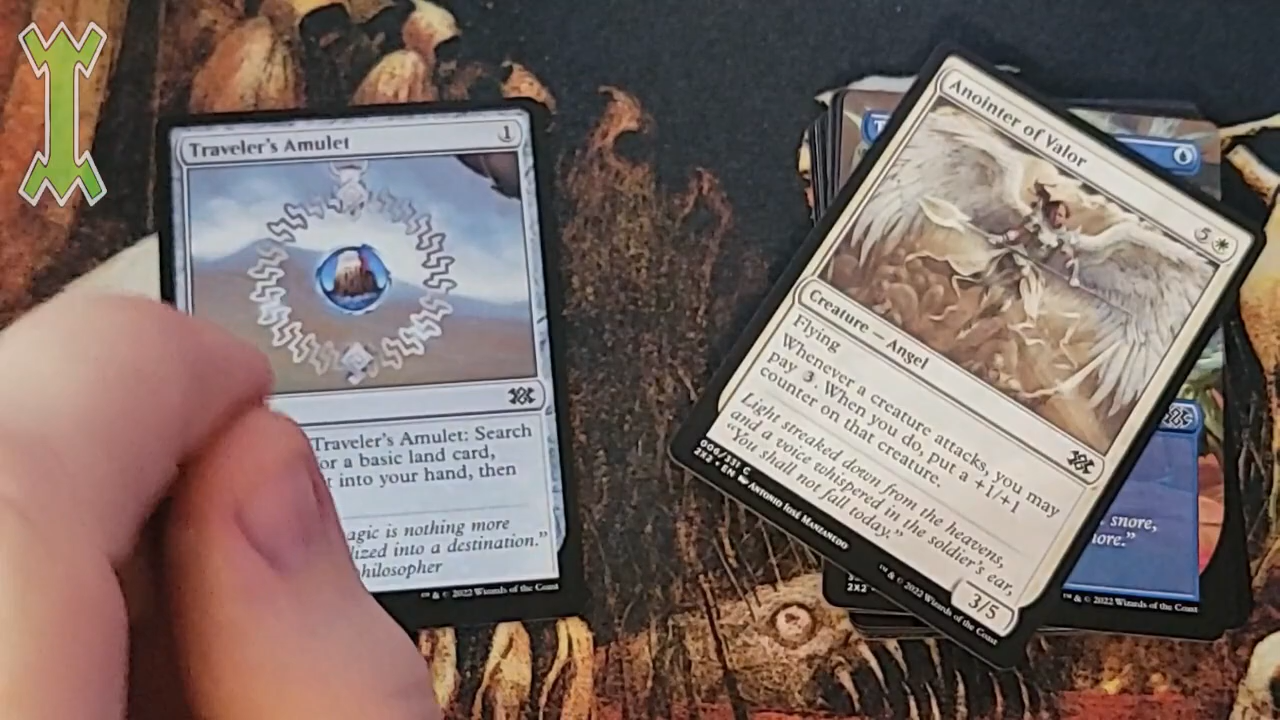 Traveler's Amulet
1
Traveler's Amulet: Search
or a basic land card,
t into your hand, then
agic is nothing more
lized into a destination."
hilosopher
™ & © 2022 Wizards of the Coast
Anointer of Valor
5
Creature — Angel
Flying
Whenever a creature attacks, you may
pay 3. When you do, put a +1/+1
counter on that creature.
Light streaked down from the heavens,
and a voice whispered in the soldier's ear,
"You shall not fall today."
3/5
006/331 C
2X2 • EN Antonio José Manzanedo
™ & © 2022 Wizards of the Coast
snore,
ore."
2X2
™ & © 2022 Wizards of the Coast